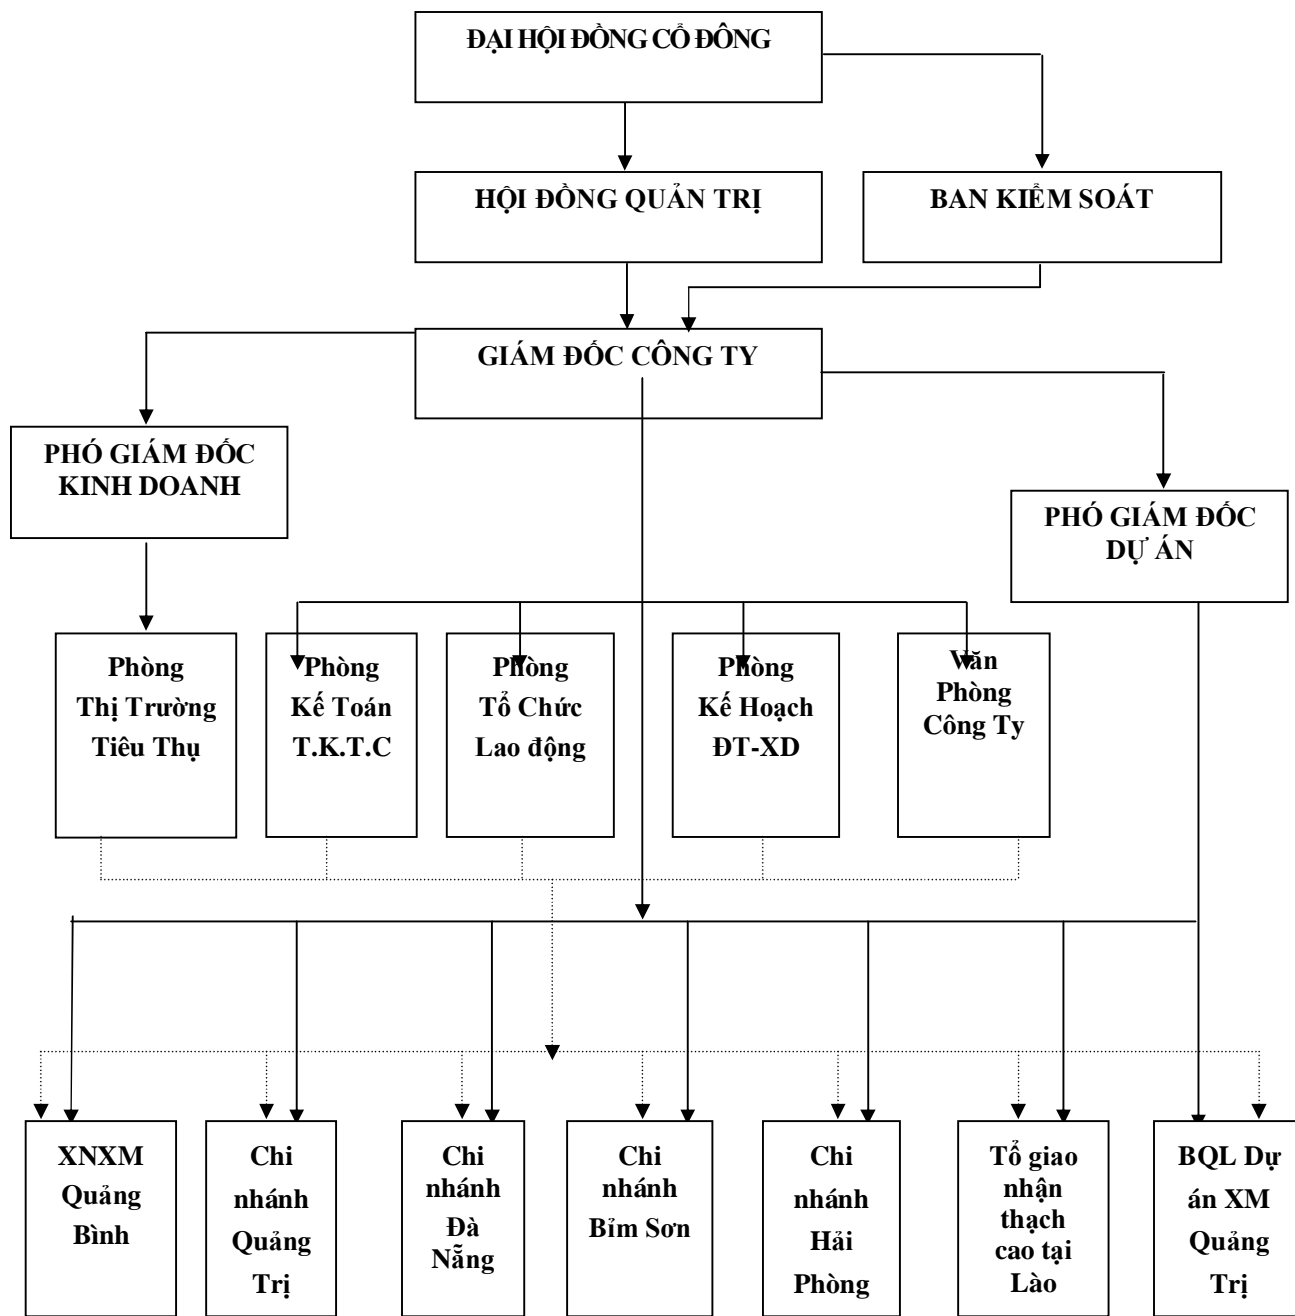 ĐẠI HỘI ĐỒNG CỔ ĐÔNG
HỘI ĐỒNG QUẢN TRỊ
BAN KIỂM SOÁT
GIÁM ĐỐC CÔNG TY
PHÓ GIÁM ĐỐC
KINH DOANH
PHÓ GIÁM ĐỐC
DỰ ÁN
Phòng
Thị Trường
Tiêu Thụ
Phòng
Kế Toán
T.K.T.C
Phòng
Tổ Chức
Lao động
Phòng
Kế Hoạch
ĐT-XD
Văn
Phòng
Công Ty
XNXM
Quảng
Bình
Chi
nhánh
Quảng
Trị
Chi
nhánh
Đà
Nẵng
Chi
nhánh
Bỉm Sơn
Chi
nhánh
Hải
Phòng
Tổ giao
nhận
thạch
cao tại
Lào
BQL Dự
án XM
Quảng
Trị